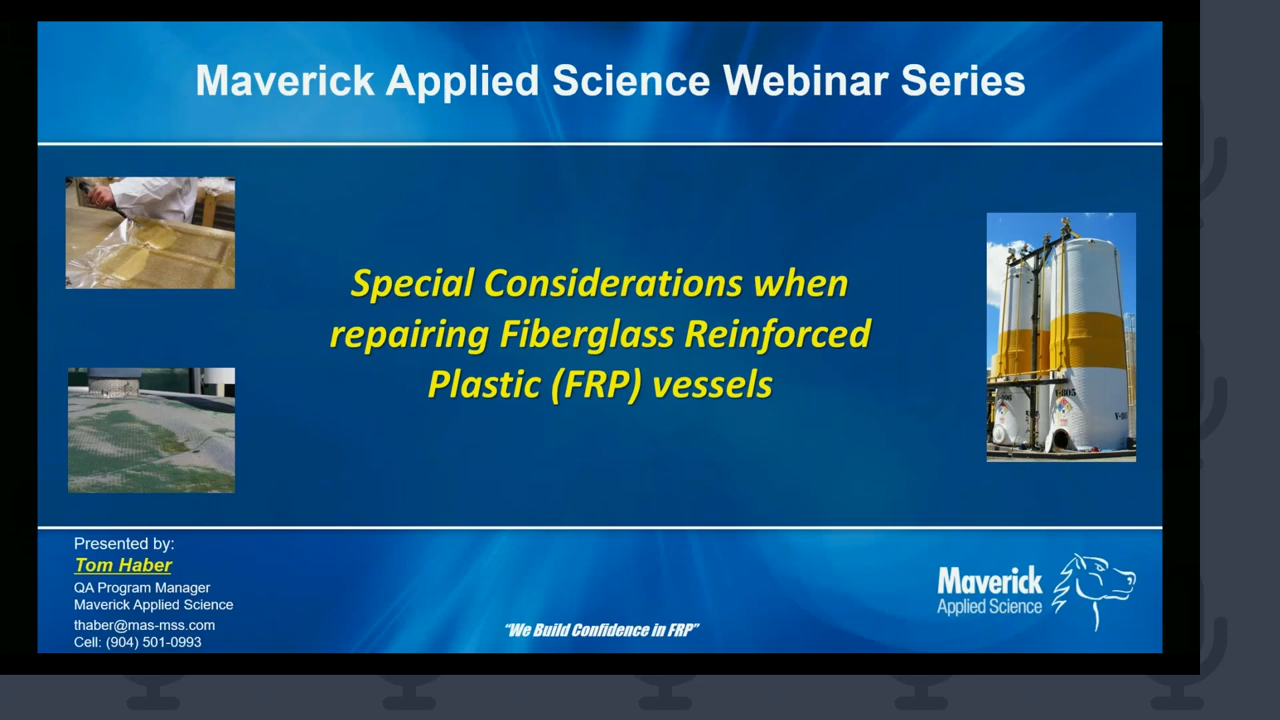 Maverick Applied Science Webinar Series
Special Considerations when
repairing Fiberglass Reinforced
Plastic (FRP) vessels
V-805
Presented by:
Tom Haber
QA Program Manager
Maverick Applied Science
thaber@mas-mss.com
Cell: (904) 501-0993
"We Build Confidence in FRP"
Maverick
Applied Science